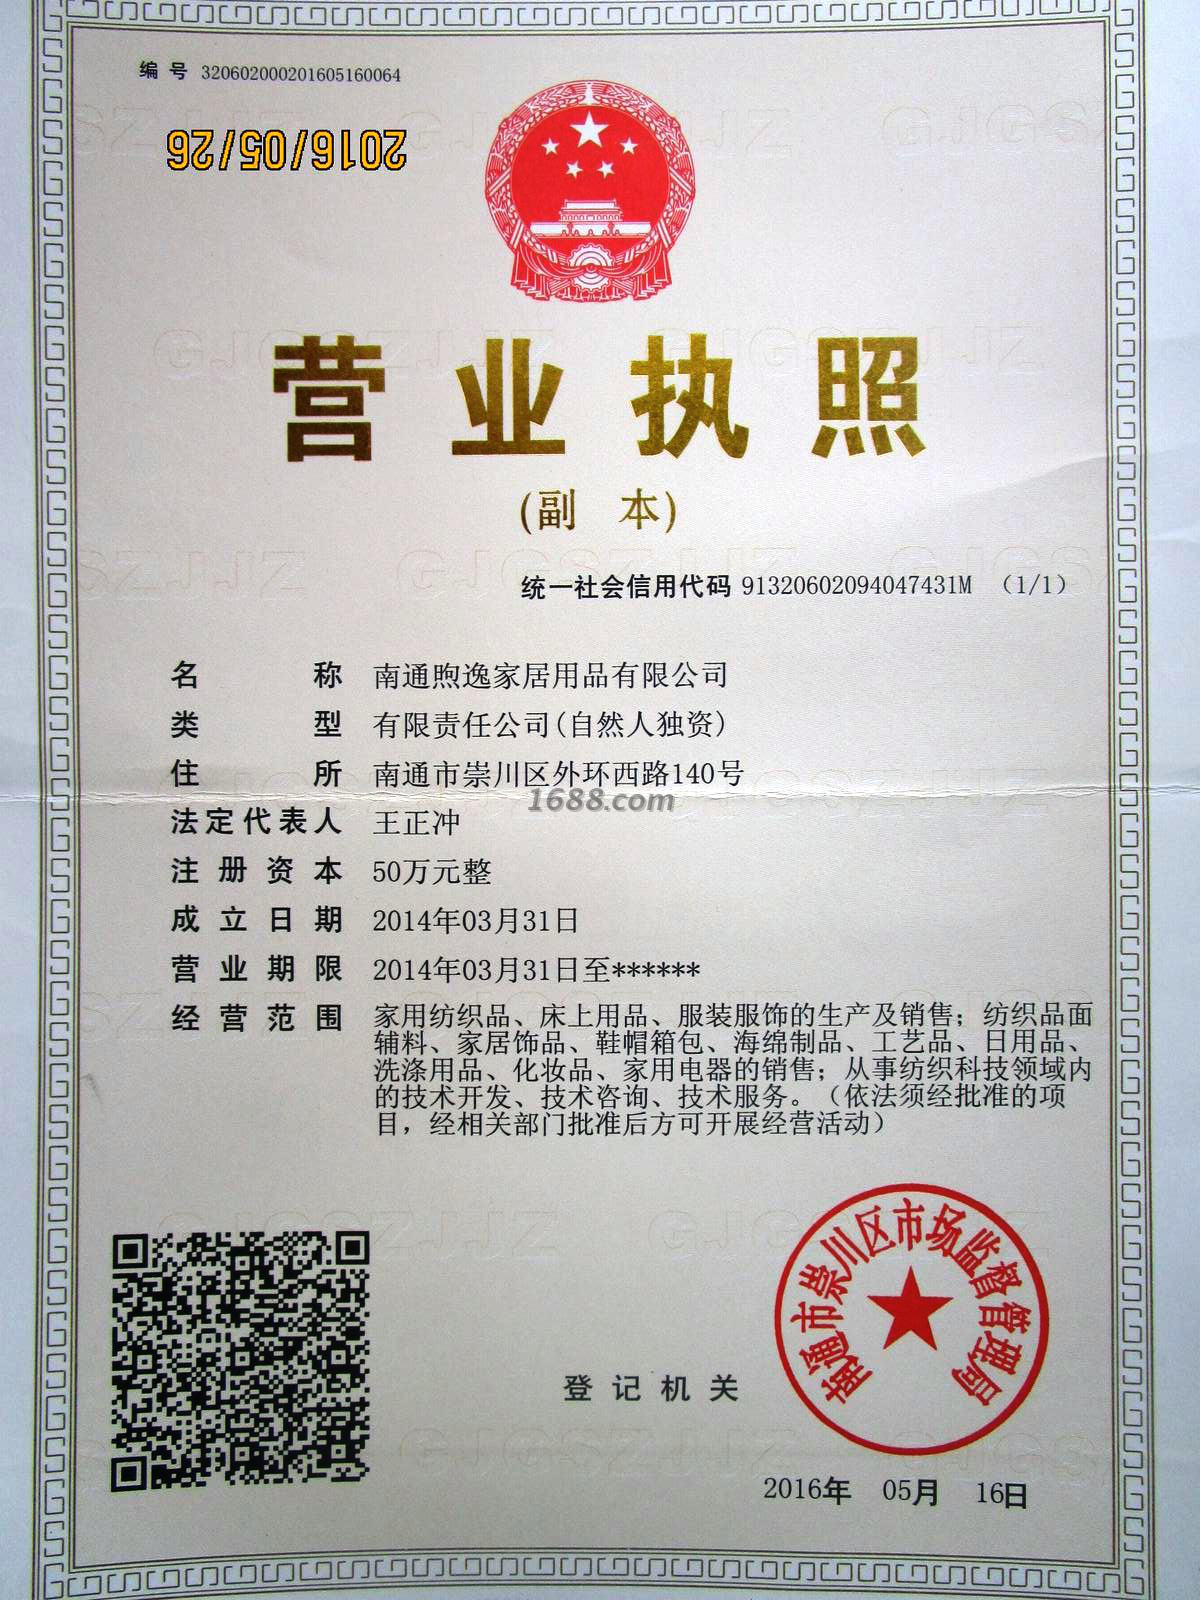 编 号 320602000201605160064
2016/05/26
营业执照
(副 本)
统一社会信用代码 91320602094047431M （1/1）
名 称 南通煦逸家居用品有限公司
类 型 有限责任公司(自然人独资)
住 所 南通市崇川区外环西路140号
1688.com
法定代表人 王正冲
注册资本 50万元整
成立日期 2014年03月31日
营业期限 2014年03月31日至******
经营范围 家用纺织品、床上用品、服装服饰的生产及销售；纺织品面
辅料、家居饰品、鞋帽箱包、海绵制品、工艺品、日用品、
洗涤用品、化妆品、家用电器的销售；从事纺织科技领域内
的技术开发、技术咨询、技术服务。（依法须经批准的项
目，经相关部门批准后方可开展经营活动）
南通市崇川区市场监督管理局
登记机关
2016年 05月 16日